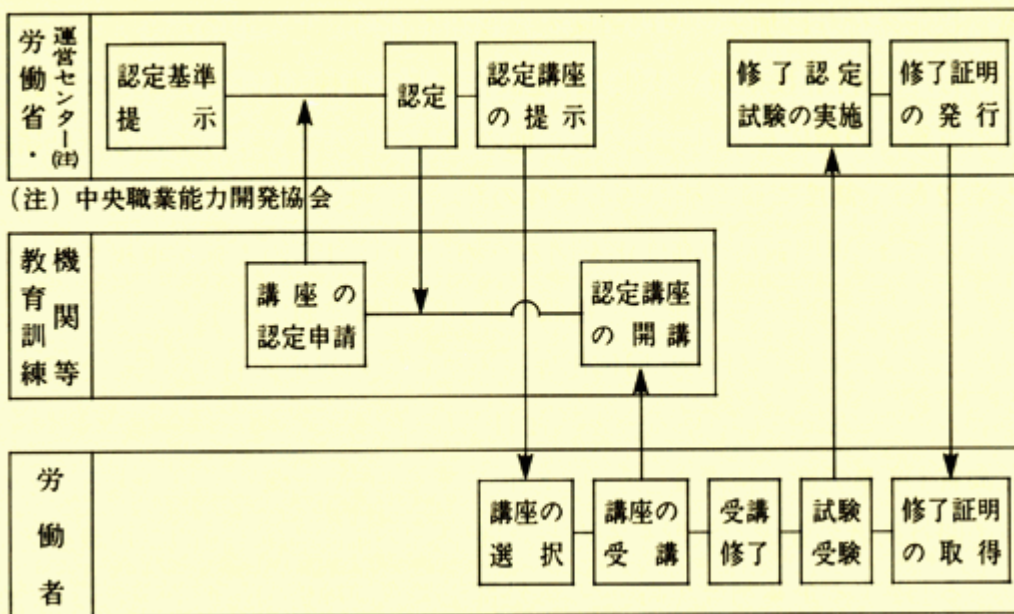 労働省・
運営センター(注)
認定基準
提示
認定
認定講座
の提示
修了認定
試験の実施
修了証明
の発行
(注)中央職業能力開発協会
教育訓練
機関等
講座の
認定申請
認定講座
の開講
労働者
講座の
選択
講座の
受講
受講
修了
試験
受験
修了証明
の取得